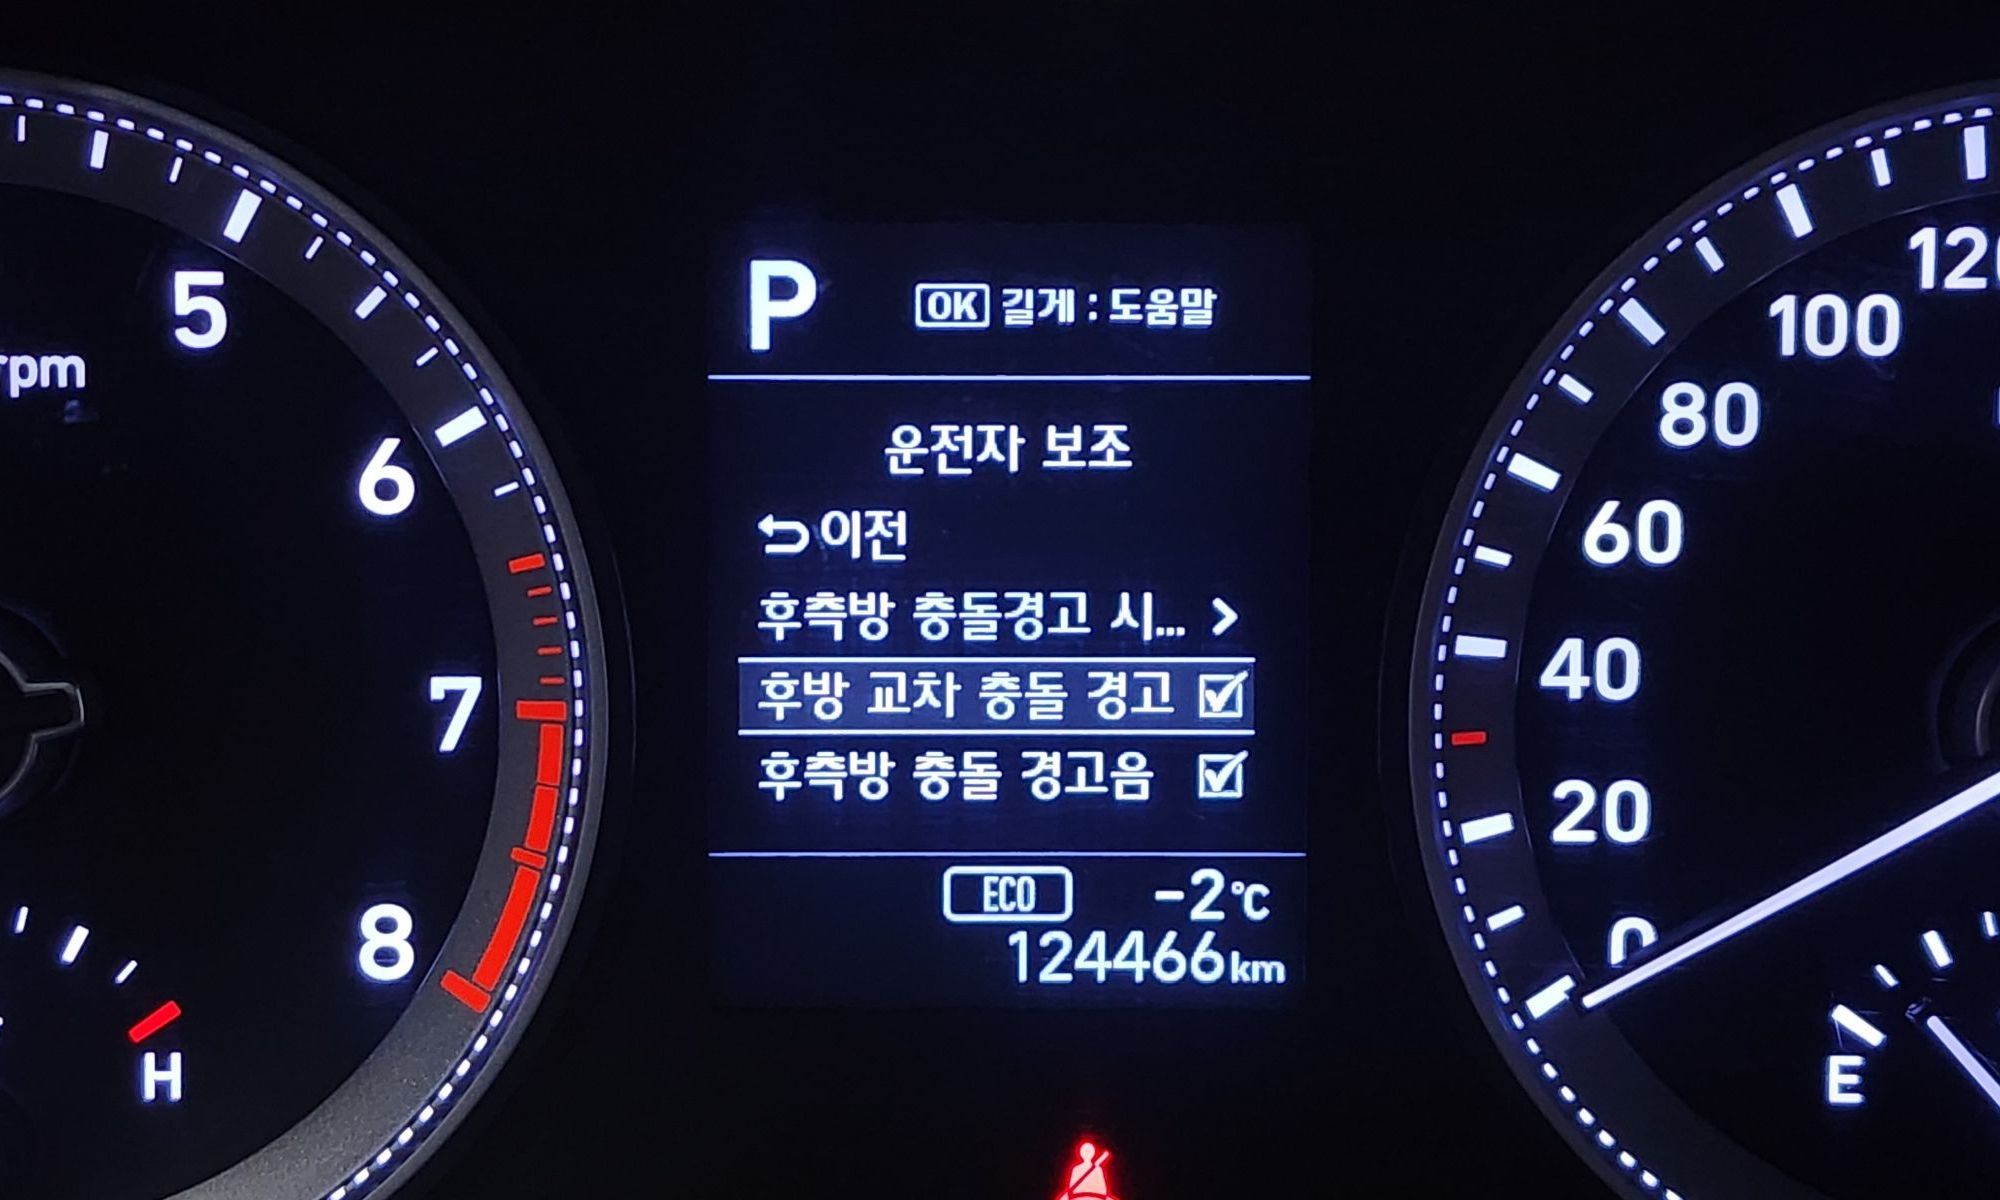 5
rpm
6
7
8
H
P OK 길게 : 도움말
운전자 보조
이전
후측방 충돌경고 시... >
후방 교차 충돌 경고
후측방 충돌 경고음
ECO -2℃
124466km
120
100
80
60
40
20
0
E